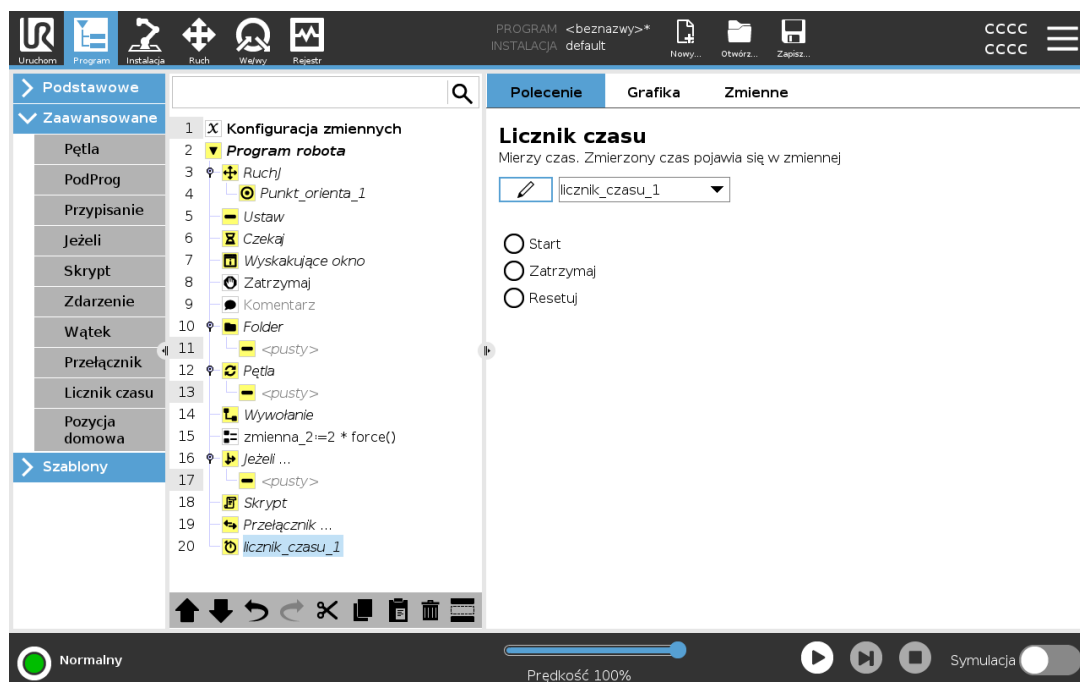 UR
Uruchom
Program
Instalacja
Ruch
We/wy
Rejestr
PROGRAM <beznazwy>*
INSTALACJA default
Nowy...
Otwórz...
Zapisz...
CCCC
CCCC
Podstawowe
Zaawansowane
Pętla
PodProg
Przypisanie
Jeżeli
Skrypt
Zdarzenie
Wątek
Przełącznik
Licznik czasu
Pozycja
domowa
Szablony
1 X Konfiguracja zmiennych
2 Program robota
3 RuchJ
4 Punkt_orienta_1
5 Ustaw
6 Czekaj
7 Wyskakujące okno
8 Zatrzymaj
9 Komentarz
10 Folder
11 <pusty>
12 Pętla
13 <pusty>
14 Wywołanie
15 zmienna_2≔2 * force()
16 Jeżeli ...
17 <pusty>
18 Skrypt
19 Przełącznik ...
20 licznik_czasu_1
Polecenie Grafika Zmienne
Licznik czasu
Mierzy czas. Zmierzony czas pojawia się w zmiennej
licznik_czasu_1
Start
Zatrzymaj
Resetuj
Normalny
Prędkość 100%
Symulacja